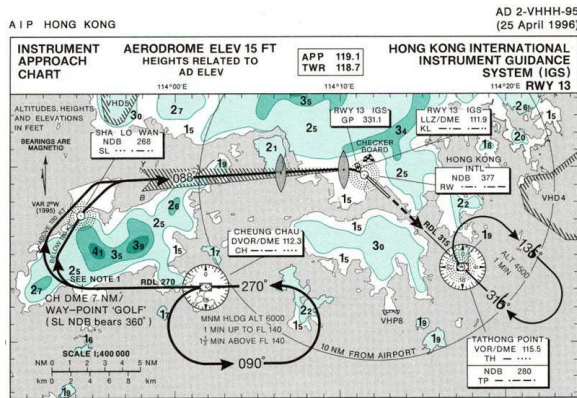 AD 2-VHHH-95
AIP HONG KONG
(25 April 1996)
INSTRUMENT
APPROACH
CHART
AERODROME ELEV 15 FT
HEIGHTS RELATED TO
AD ELEV
APP 119.1
TWR 118.7
HONG KONG INTERNATIONAL
INSTRUMENT GUIDANCE
SYSTEM (IGS)
RWY 13
114°00'E
114°10'E
114°20'E
ALTITUDES, HEIGHTS
AND ELEVATIONS
IN FEET
BEARINGS ARE
MAGNETIC
VAR 2°W
(1995)
VHD5
SHA LO WAN
NDB 268
SL
RWY 13 IGS
GP 331.1
RWY 13 IGS
LLZ/DME 111.9
KL
CHECKER
BOARD
HONG KONG
INTL
NDB 377
RW
VHD4
Y
088°
B
CHEUNG CHAU
DVOR/DME 112.3
CH
RDL 315
136°
ALT 4500
1 MIN
316°
SEE NOTE 1
RDL 270
270°
CH DME 7 NM/
WAY-POINT 'GOLF'
(SL NDB bears 360°)
MNM HLDG ALT 6000
1 MIN UP TO FL 140
1½ MIN ABOVE FL 140
090°
VHP8
10 NM FROM AIRPORT
SCALE 1:400 000
NM 5 4 3 2 1 0 5 NM
km 8 6 4 2 0 8 km
TATHONG POINT
VOR/DME 115.5
TH
NDB 280
TP